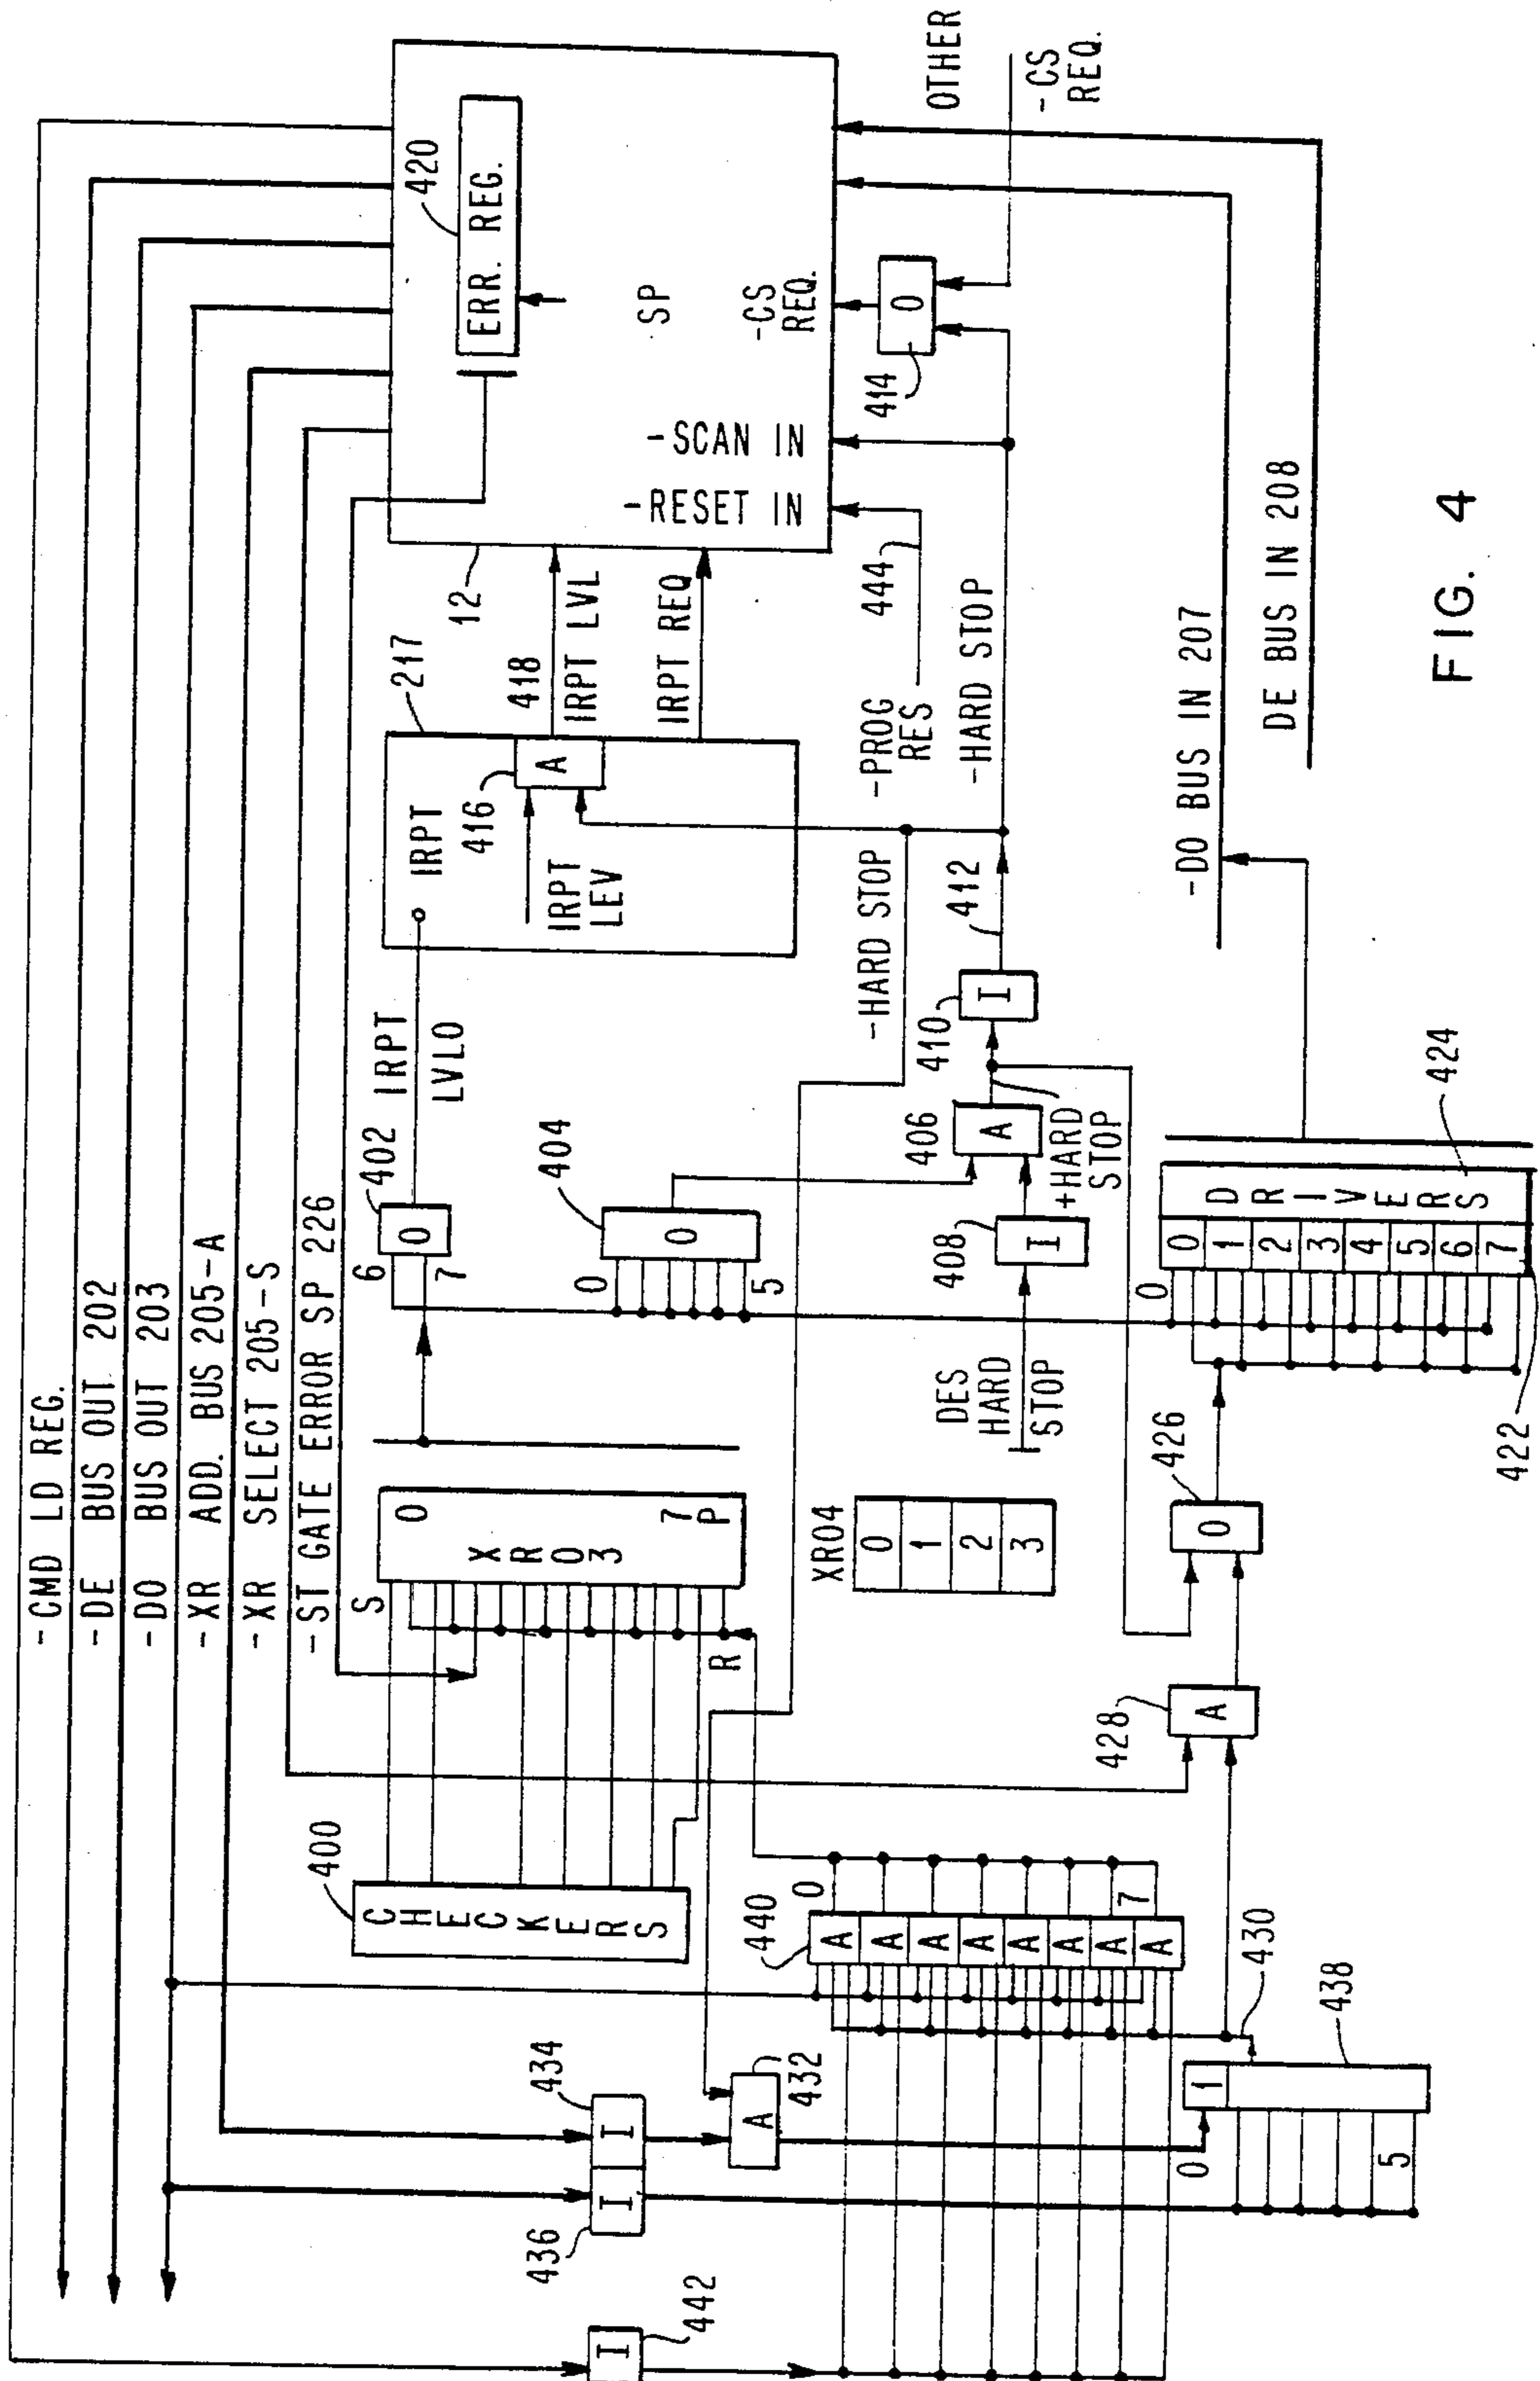 -CMD LD REG.
-DE BUS OUT 202
-DO BUS OUT 203
-XR ADD. BUS 205-A
-XR SELECT 205-S
-ST GATE ERROR SP 226
420
ERR. REG.
SP
-CS
REQ.
-SCAN IN
-RESET IN
12
OTHER
-CS
REQ.
O
414
217
418
IRPT LVL
IRPT REQ
IRPT
416
A
IRPT
LEV
IRPT
LVLO
402
O
6
7
404
O
0
5
-PROG
RES
444
-HARD STOP
-HARD STOP
412
410
I
406
A
+HARD
STOP
408
I
DES
HARD
STOP
-DO BUS IN 207
DE BUS IN 208
424
DRIVERS
0
0
1
2
3
4
5
6
7
422
426
O
428
A
S
0
XR03
7
P
R
XR04
0
1
2
3
400
CHECKERS
440
0
A
A
A
A
A
A
A
A
7
430
438
1
0
5
432
A
434
I
436
I
442
I
FIG. 4